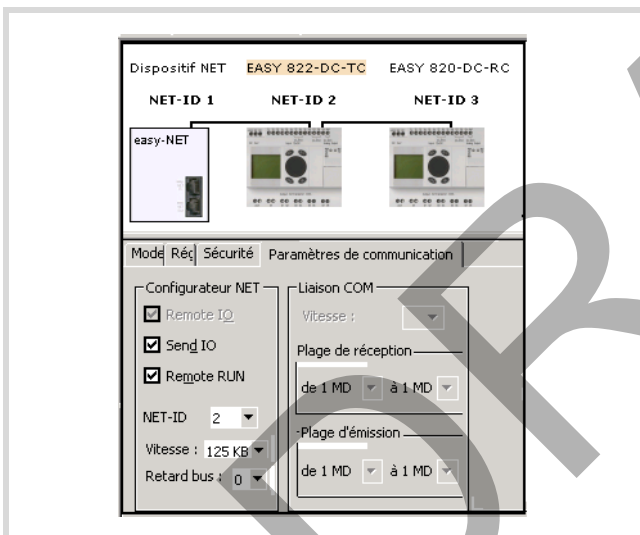 Dispositif NET EASY 822-DC-TC EASY 820-DC-RC
NET-ID 1 NET-ID 2 NET-ID 3
easy-NET
Mode Rég Sécurité Paramètres de communication
Configurateur NET
Remote IO
Send IO
Remote RUN
NET-ID 2
Vitesse : 125 KB
Retard bus : 0
Liaison COM
Vitesse :
Plage de réception
de 1 MD à 1 MD
Plage d'émission
de 1 MD à 1 MD